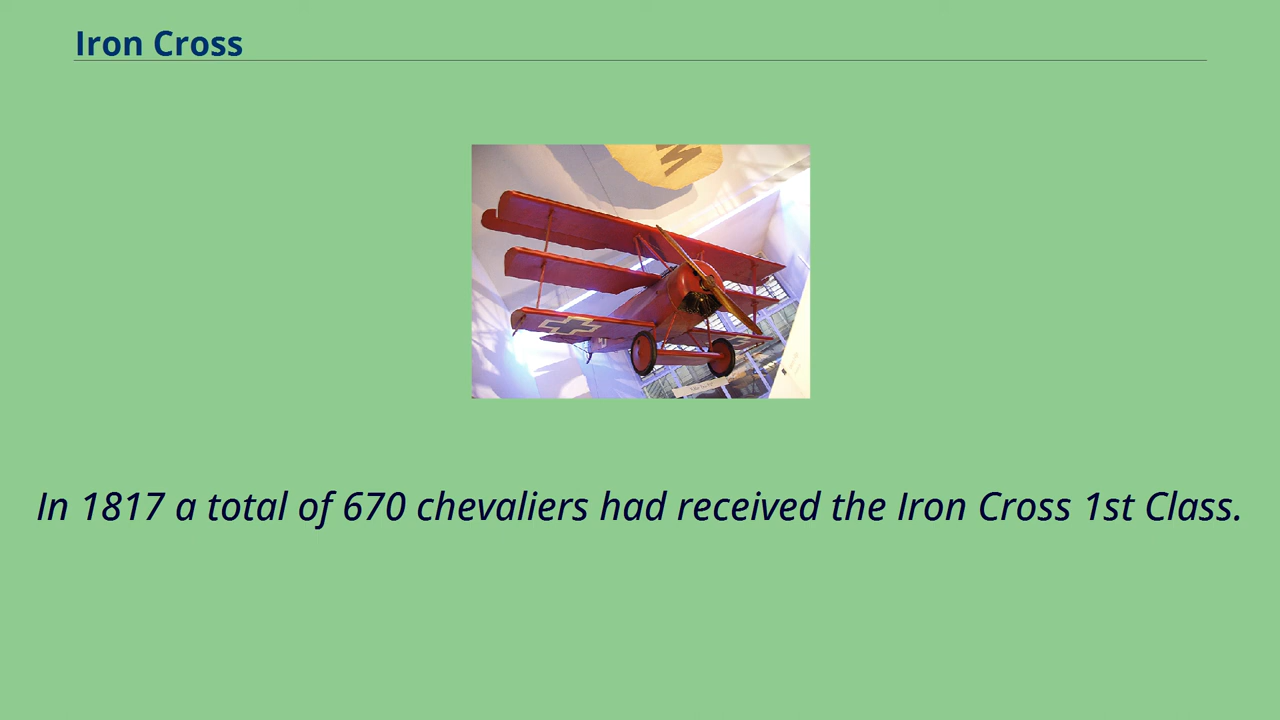 Iron Cross
In 1817 a total of 670 chevaliers had received the Iron Cross 1st Class.